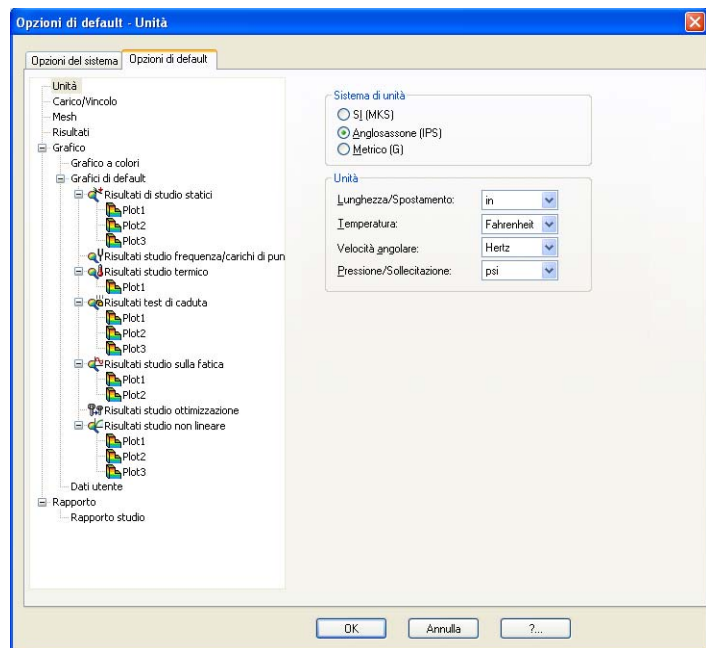 Opzioni di default - Unità
Opzioni del sistema
Opzioni di default
Unità
Carico/Vincolo
Mesh
Risultati
Grafico
Grafico a colori
Grafici di default
Risultati di studio statici
Plot1
Plot2
Plot3
Risultati studio frequenza/carichi di pun
Risultati studio termico
Plot1
Risultati test di caduta
Plot1
Plot2
Plot3
Risultati studio sulla fatica
Plot1
Plot2
Risultati studio ottimizzazione
Risultati studio non lineare
Plot1
Plot2
Plot3
Dati utente
Rapporto
Rapporto studio
Sistema di unità
SI (MKS)
Anglosassone (IPS)
Metrico (G)
Unità
Lunghezza/Spostamento: in
Temperatura: Fahrenheit
Velocità angolare: Hertz
Pressione/Sollecitazione: psi
OK
Annulla
?...